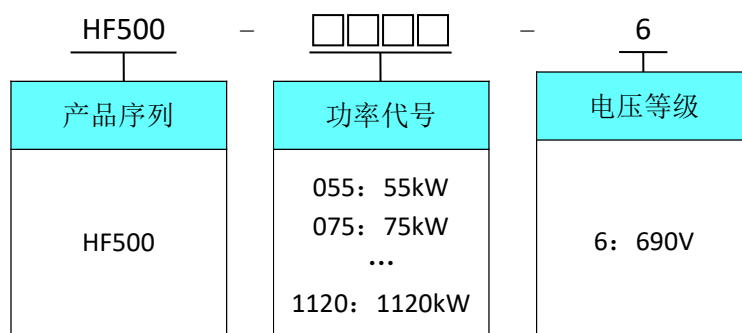 HF500 – □□□□ – 6
产品序列
功率代号
电压等级
HF500
055：55kW
075：75kW
…
1120：1120kW
6：690V